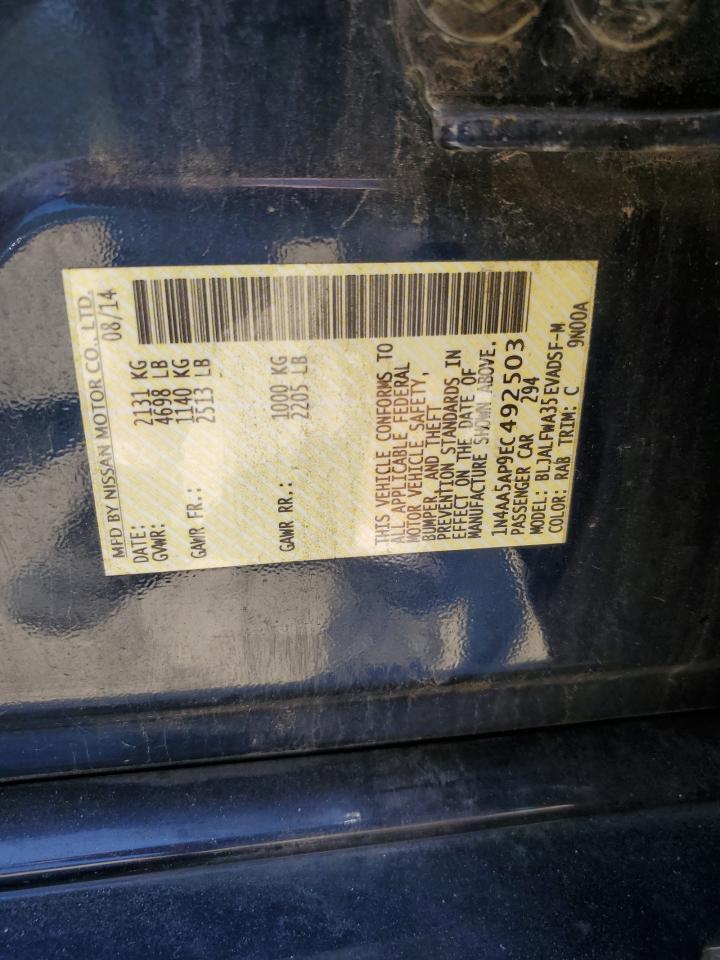 MFD BY NISSAN MOTOR CO., LTD.
DATE: 08/14
GVWR: 2131 KG
4698 LB
GAWR FR.: 1140 KG
2513 LB
GAWR RR.: 1000 KG
2205 LB
THIS VEHICLE CONFORMS TO
ALL APPLICABLE FEDERAL
MOTOR VEHICLE SAFETY,
BUMPER, AND THEFT
PREVENTION STANDARDS IN
EFFECT ON THE DATE OF
MANUFACTURE SHOWN ABOVE.
1N4AA5AP9EC492503
PASSENGER CAR 294
MODEL: BLJALFWA35EVADSF-M
COLOR: RAB TRIM: C 9N00A